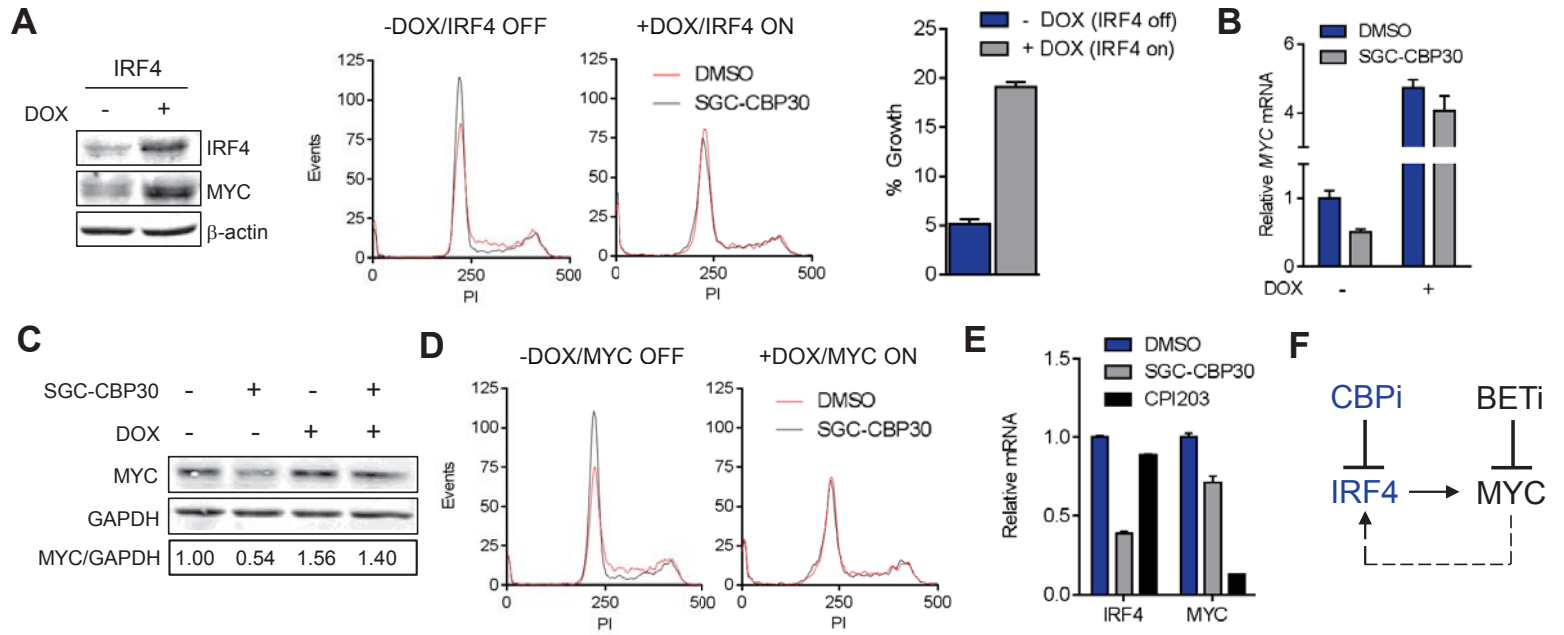 A
IRF4
DOX - +
IRF4
MYC
β-actin
-DOX/IRF4 OFF
Events
125
100
75
50
25
0
0 250 500
PI
+DOX/IRF4 ON
DMSO
SGC-CBP30
125
100
75
50
25
0
0 250 500
PI
- DOX (IRF4 off)
+ DOX (IRF4 on)
% Growth
25
20
15
10
5
0
B
DMSO
SGC-CBP30
Relative MYC mRNA
6
4
1
0
DOX - +
C
SGC-CBP30 - + - +
DOX - - + +
MYC
GAPDH
MYC/GAPDH 1.00 0.54 1.56 1.40
D
-DOX/MYC OFF
Events
125
100
75
50
25
0
0 250 500
PI
+DOX/MYC ON
DMSO
SGC-CBP30
125
100
75
50
25
0
0 250 500
PI
E
DMSO
SGC-CBP30
CPI203
Relative mRNA
1.5
1.0
0.5
0.0
IRF4 MYC
F
CBPi BETi
IRF4 MYC